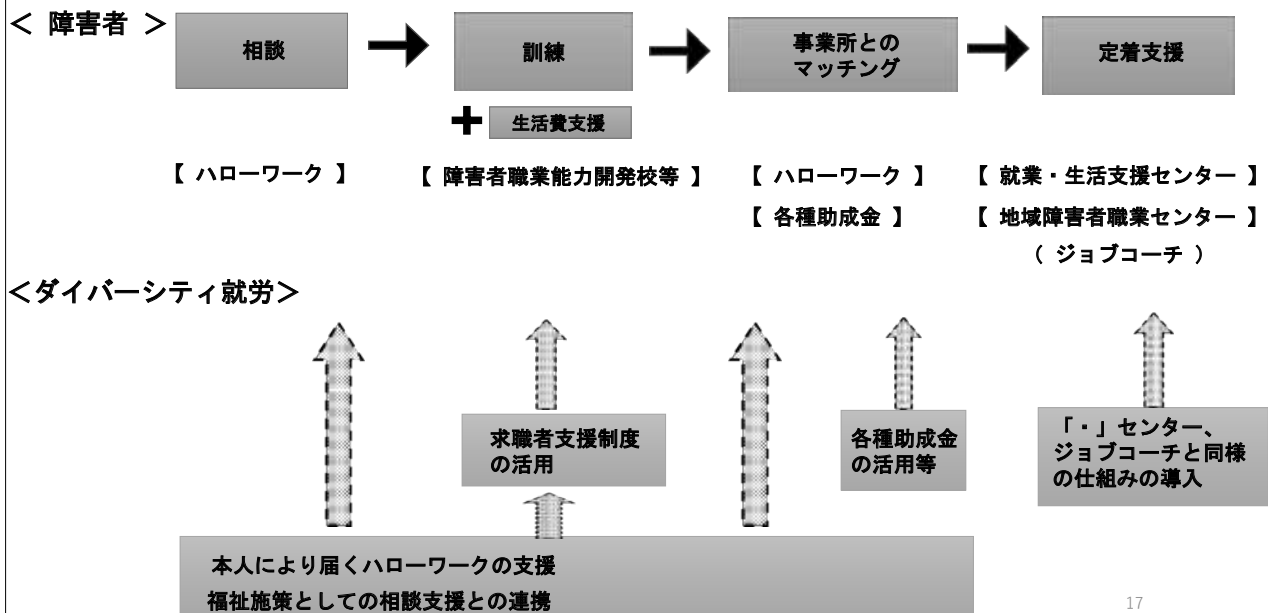 ＜ 障害者 ＞
相談
訓練
事業所との
マッチング
定着支援
＋ 生活費支援
【 ハローワーク 】
【 障害者職業能力開発校等 】
【 ハローワーク 】
【 各種助成金 】
【 就業・生活支援センター 】
【 地域障害者職業センター 】
（ ジョブコーチ ）
＜ダイバーシティ就労＞
求職者支援制度
の活用
各種助成金
の活用等
「・」センター、
ジョブコーチと同様
の仕組みの導入
本人により届くハローワークの支援
福祉施策としての相談支援との連携
17